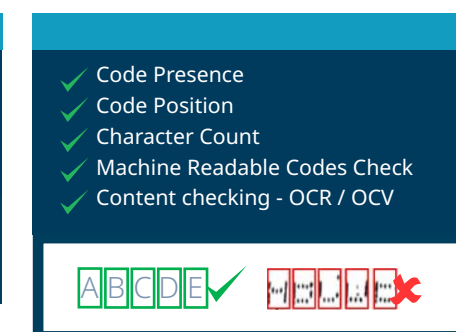 Code Presence
Code Position
Character Count
Machine Readable Codes Check
Content checking - OCR / OCV
ABCDE